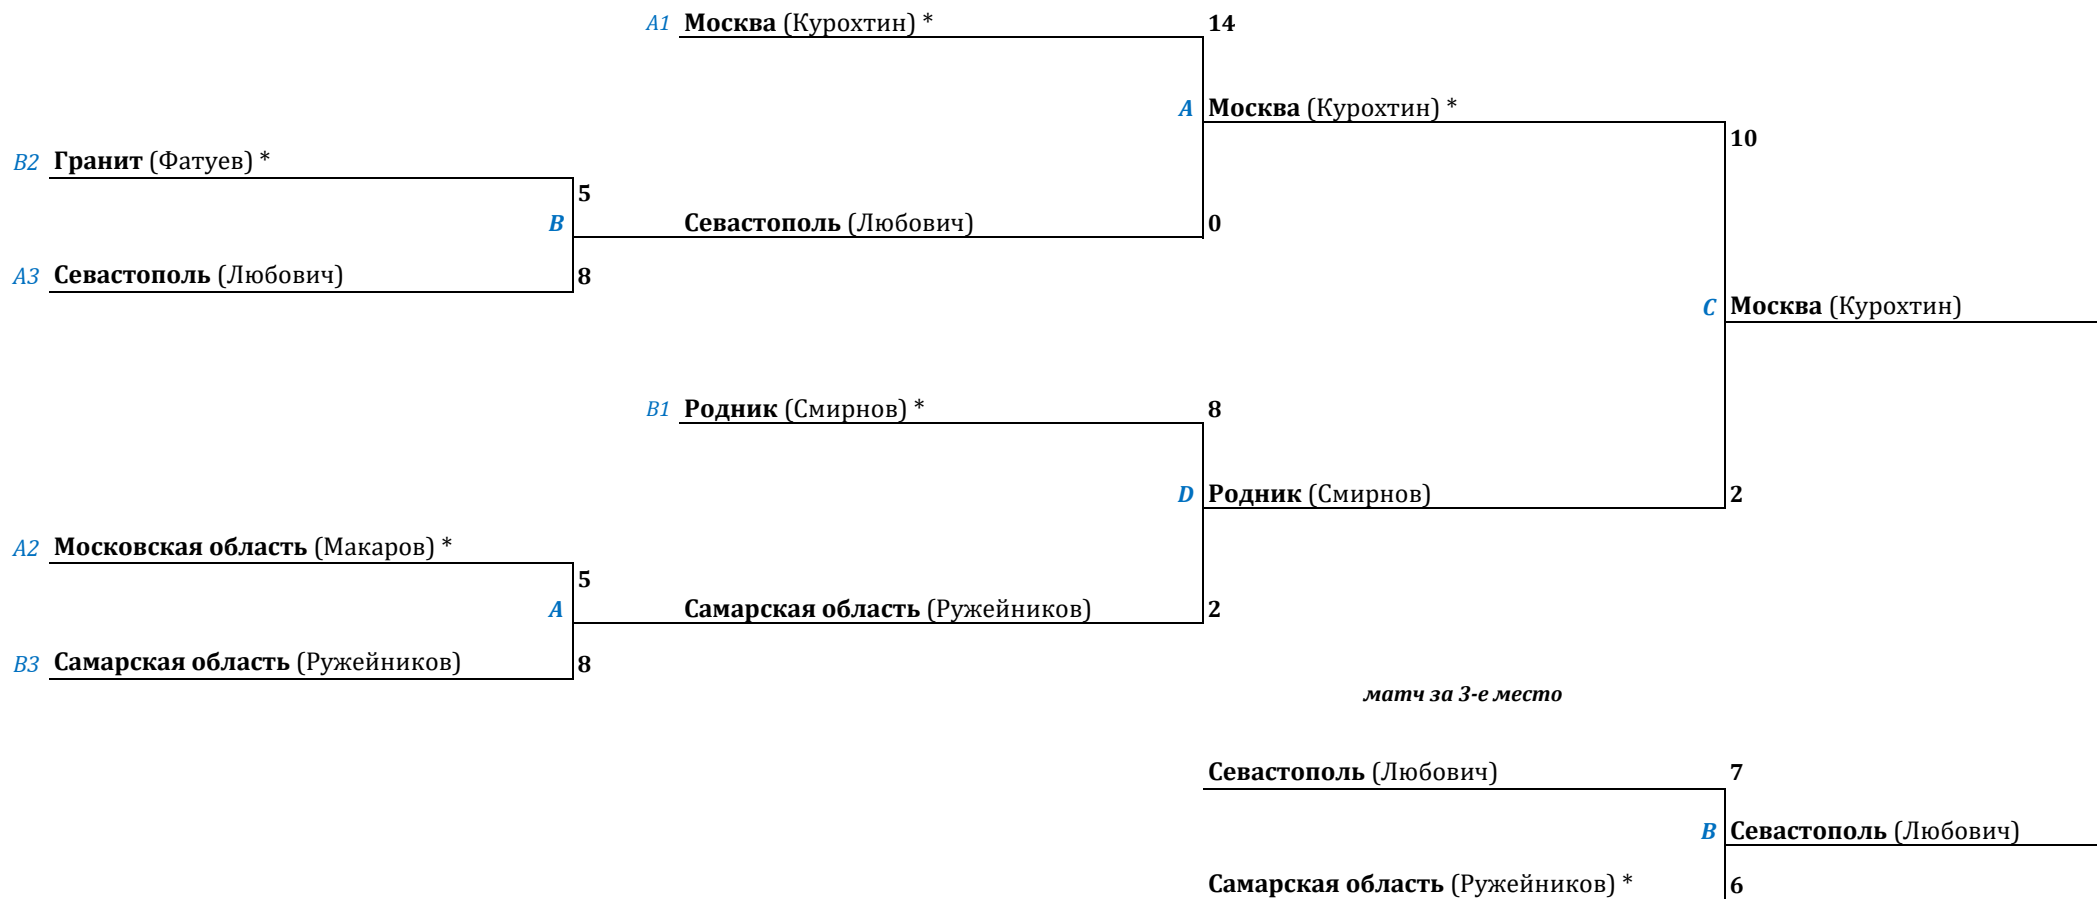 A1 Москва (Курохтин) * 14
A Москва (Курохтин) *
10
B2 Гранит (Фатуев) *
5
B Севастополь (Любович) 0
A3 Севастополь (Любович) 8
C Москва (Курохтин)
B1 Родник (Смирнов) * 8
D Родник (Смирнов) 2
A2 Московская область (Макаров) *
5
A Самарская область (Ружейников) 2
B3 Самарская область (Ружейников) 8
матч за 3-е место
Севастополь (Любович) 7
B Севастополь (Любович)
Самарская область (Ружейников) * 6